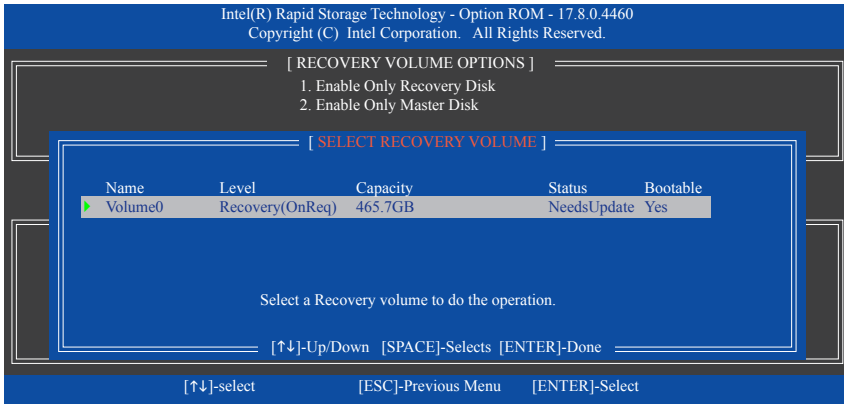 Intel(R) Rapid Storage Technology - Option ROM - 17.8.0.4460
Copyright (C) Intel Corporation. All Rights Reserved.
[ RECOVERY VOLUME OPTIONS ]
1. Enable Only Recovery Disk
2. Enable Only Master Disk
[ SELECT RECOVERY VOLUME ]
Name Level Capacity Status Bootable
Volume0 Recovery(OnReq) 465.7GB NeedsUpdate Yes
Select a Recovery volume to do the operation.
[↑↓]-Up/Down [SPACE]-Selects [ENTER]-Done
[↑↓]-select [ESC]-Previous Menu [ENTER]-Select